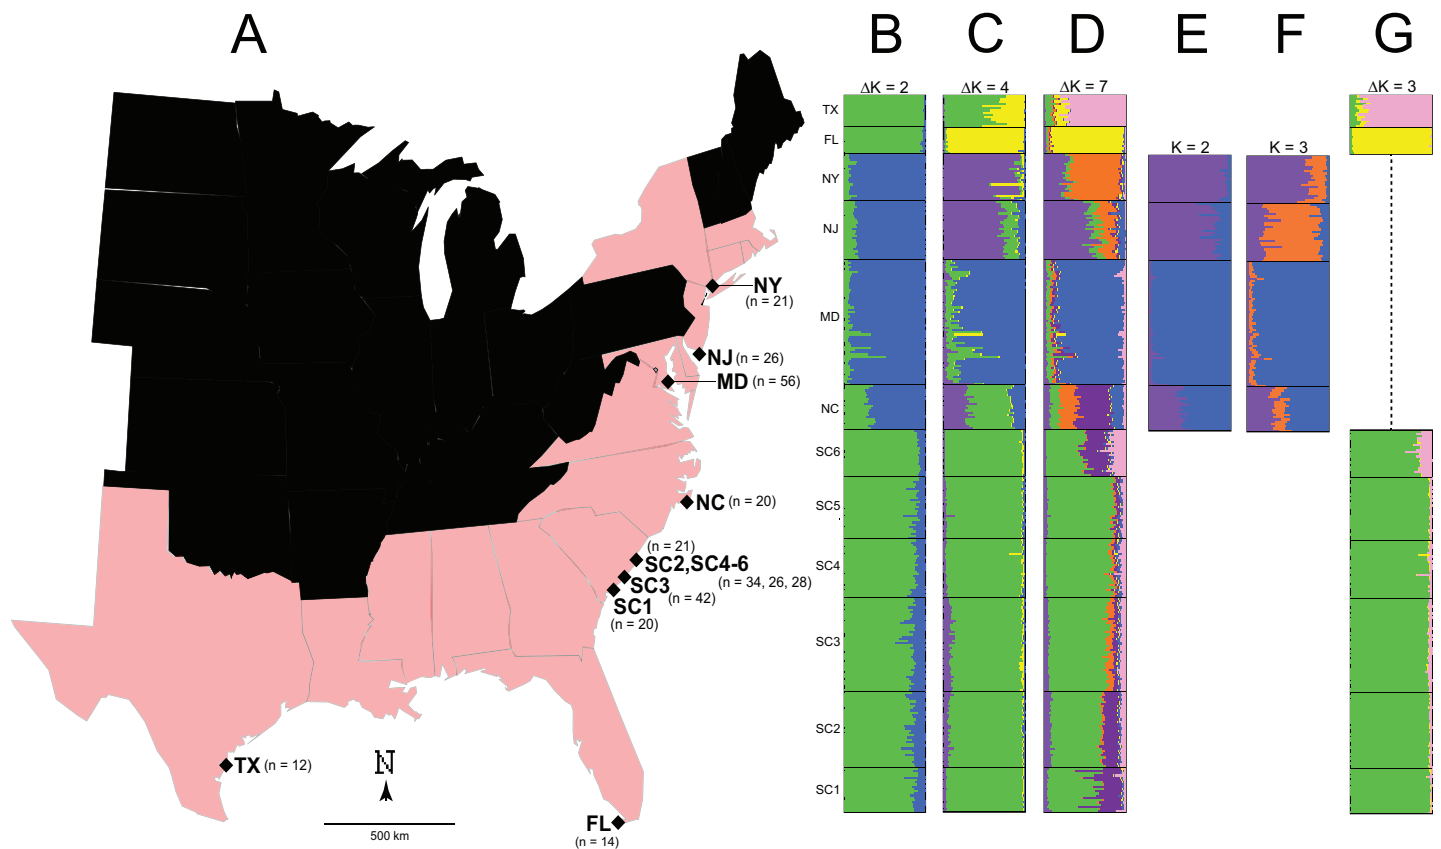 A
B
C
D
E
F
G
ΔK = 2
ΔK = 4
ΔK = 7
K = 2
K = 3
ΔK = 3
TX
FL
NY
NJ
MD
NC
SC6
SC5
SC4
SC3
SC2
SC1
NY
(n = 21)
NJ (n = 26)
MD (n = 56)
NC (n = 20)
(n = 21)
SC2,SC4-6
(n = 34, 26, 28)
SC3
(n = 42)
SC1
(n = 20)
N
TX (n = 12)
500 km
FL
(n = 14)